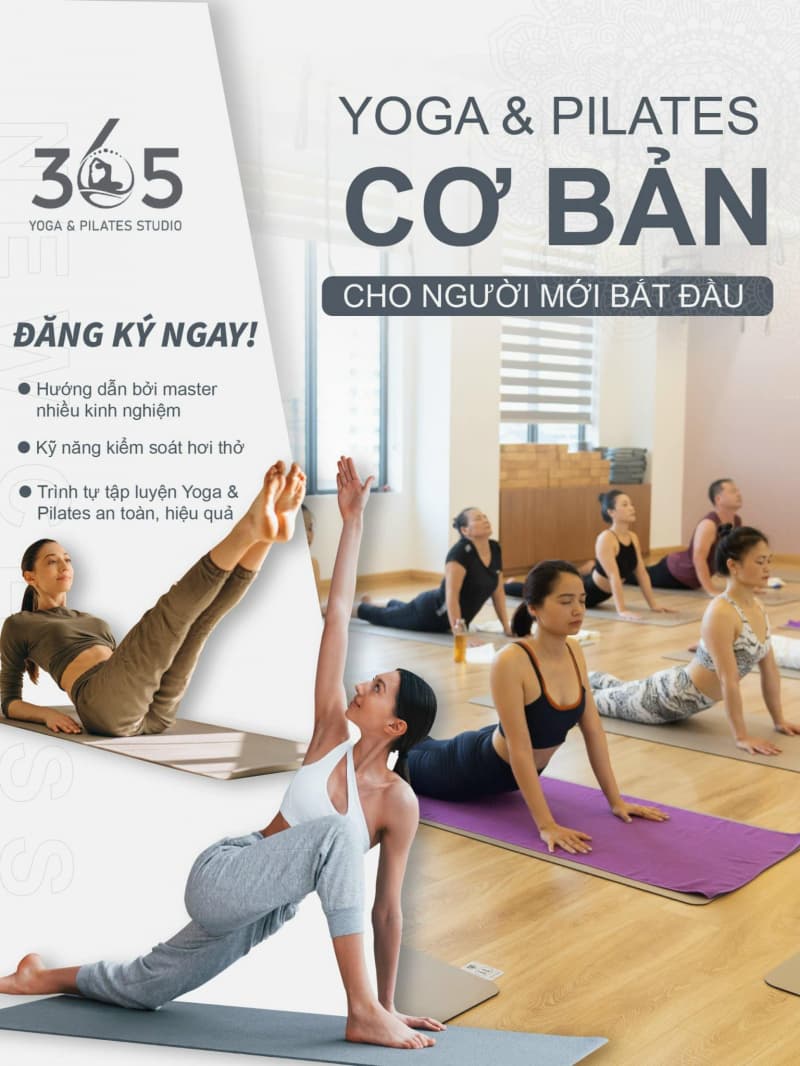 365
YOGA & PILATES STUDIO
YOGA & PILATES
CƠ BẢN
CHO NGƯỜI MỚI BẮT ĐẦU
ĐĂNG KÝ NGAY!
Hướng dẫn bởi master
nhiều kinh nghiệm
Kỹ năng kiểm soát hơi thở
Trình tự tập luyện Yoga &
Pilates an toàn, hiệu quả